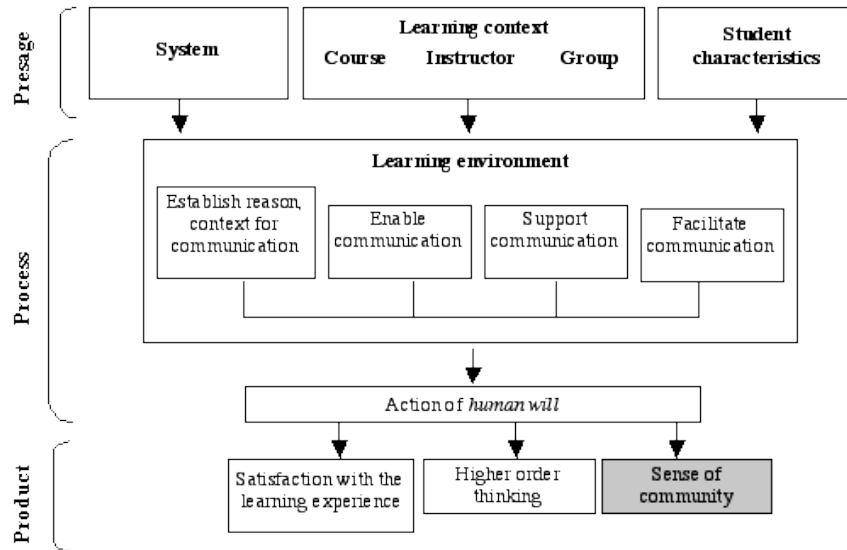 Presage
System
Learning context
Course Instructor Group
Student
characteristics
Process
Learning environment
Establish reason,
context for
communication
Enable
communication
Support
communication
Facilitate
communication
Action of human will
Product
Satisfaction with the
learning experience
Higher order
thinking
Sense of
community